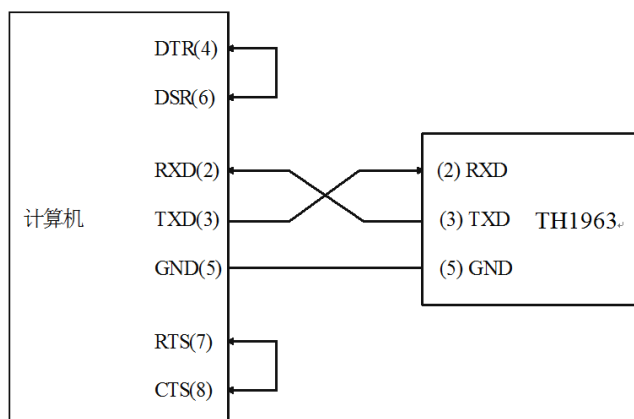 DTR(4)
DSR(6)
RXD(2)
(2) RXD
计算机
TXD(3)
(3) TXD
TH1963
GND(5)
(5) GND
RTS(7)
CTS(8)